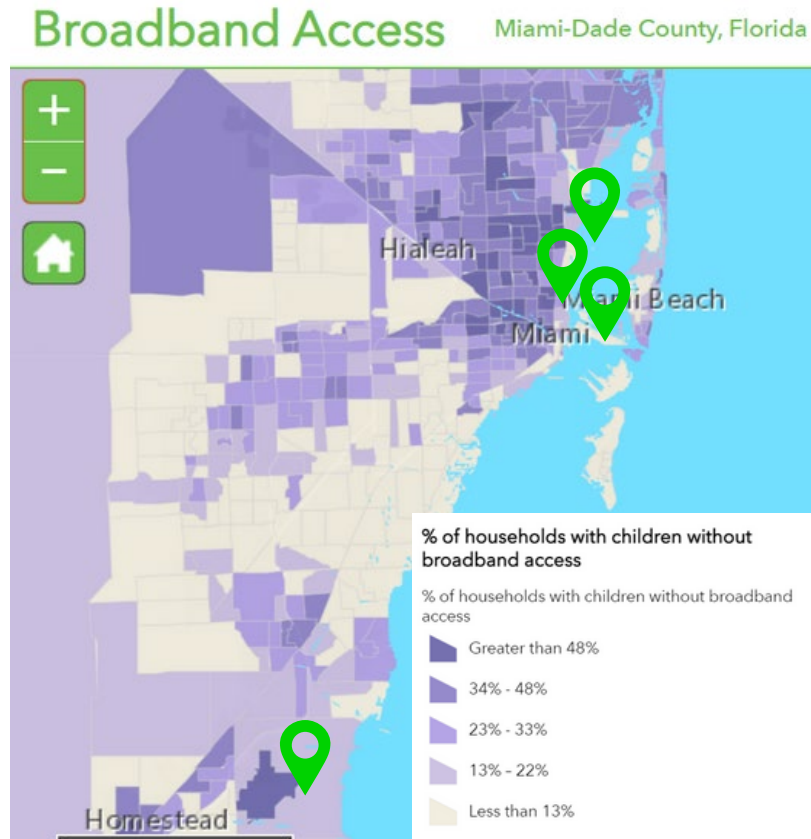 Broadband Access
Miami-Dade County, Florida
+
−
Hialeah
Miami Beach
Miami
% of households with children without
broadband access
% of households with children without broadband
access
Greater than 48%
34% - 48%
23% - 33%
13% – 22%
Less than 13%
Homestead